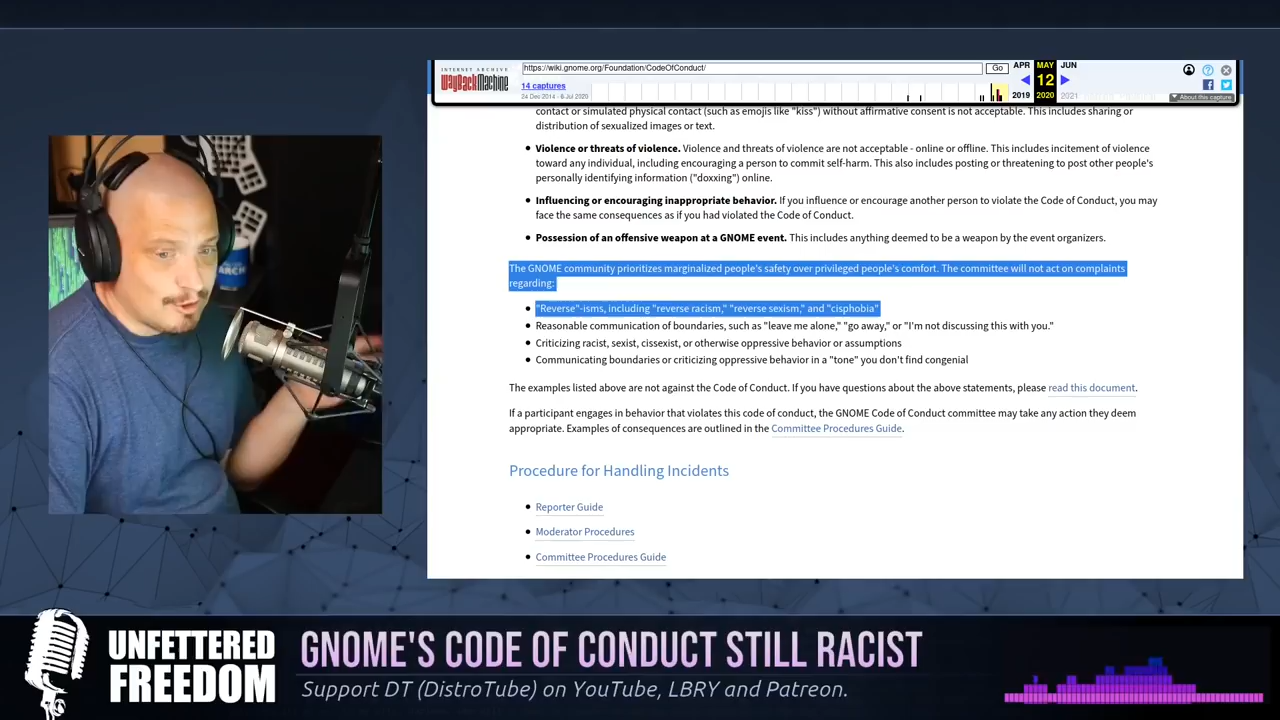 INTERNET ARCHIVE
WayBackMachine
https://wiki.gnome.org/Foundation/CodeOfConduct/
Go
APR
MAY
JUN
14 captures
12
24 Dec 2014 - 6 Jul 2020
2019
2020
2021
About this capture
contact or simulated physical contact (such as emojis like "kiss") without affirmative consent is not acceptable. This includes sharing or
distribution of sexualized images or text.
Violence or threats of violence. Violence and threats of violence are not acceptable - online or offline. This includes incitement of violence
toward any individual, including encouraging a person to commit self-harm. This also includes posting or threatening to post other people's
personally identifying information ("doxxing") online.
Influencing or encouraging inappropriate behavior. If you influence or encourage another person to violate the Code of Conduct, you may
face the same consequences as if you had violated the Code of Conduct.
Possession of an offensive weapon at a GNOME event. This includes anything deemed to be a weapon by the event organizers.
The GNOME community prioritizes marginalized people's safety over privileged people's comfort. The committee will not act on complaints
regarding:
"Reverse"-isms, including "reverse racism," "reverse sexism," and "cisphobia"
Reasonable communication of boundaries, such as "leave me alone," "go away," or "I'm not discussing this with you."
Criticizing racist, sexist, cissexist, or otherwise oppressive behavior or assumptions
Communicating boundaries or criticizing oppressive behavior in a "tone" you don't find congenial
The examples listed above are not against the Code of Conduct. If you have questions about the above statements, please read this document.
If a participant engages in behavior that violates this code of conduct, the GNOME Code of Conduct committee may take any action they deem
appropriate. Examples of consequences are outlined in the Committee Procedures Guide.
Procedure for Handling Incidents
Reporter Guide
Moderator Procedures
Committee Procedures Guide
ARCH
UNFETTERED
FREEDOM
GNOME'S CODE OF CONDUCT STILL RACIST
Support DT (DistroTube) on YouTube, LBRY and Patreon.